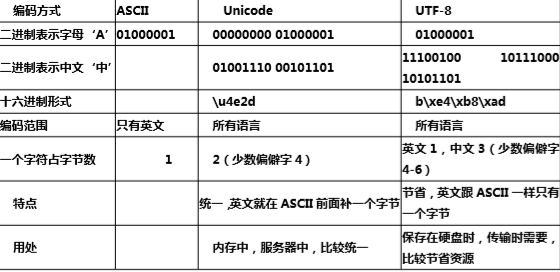 编码方式 ASCII Unicode UTF-8
二进制表示字母‘A’ 01000001 00000000 01000001 01000001
二进制表示中文‘中’ 01001110 00101101 11100100 10111000
10101101
十六进制形式 \u4e2d b\xe4\xb8\xad
编码范围 只有英文 所有语言 所有语言
一个字符占字节数 1 2（少数偏僻字 4） 英文 1，中文 3（少数偏僻字
4-6）
特点 统一,英文就在 ASCII 前面补一个字节 节省，英文跟 ASCII 一样只有
一个字节
用处 内存中，服务器中，比较统一 保存在硬盘时，传输时需要，
比较节省资源